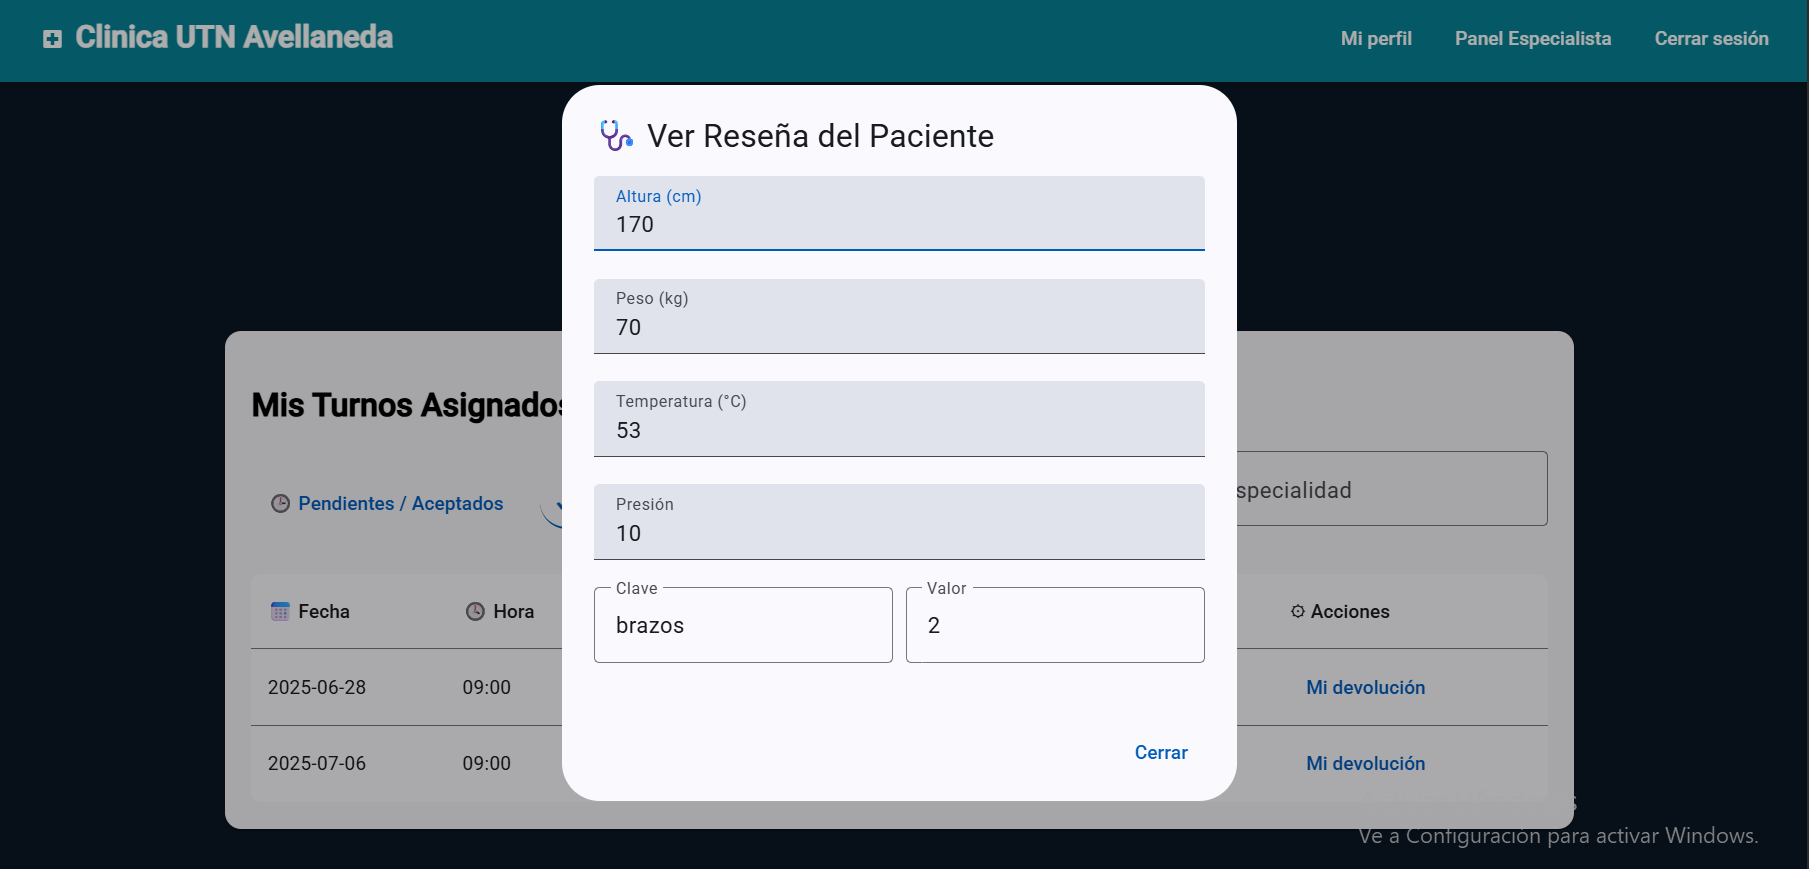 Clinica UTN Avellaneda
Mi perfil
Panel Especialista
Cerrar sesión
Ver Reseña del Paciente
Altura (cm)
170
Peso (kg)
70
Temperatura (°C)
53
Presión
10
Clave
brazos
Valor
2
Cerrar
Mis Turnos Asignados
Pendientes / Aceptados
specialidad
Fecha
Hora
Acciones
2025-06-28
09:00
Mi devolución
2025-07-06
09:00
Mi devolución
Ve a Configuración para activar Windows.